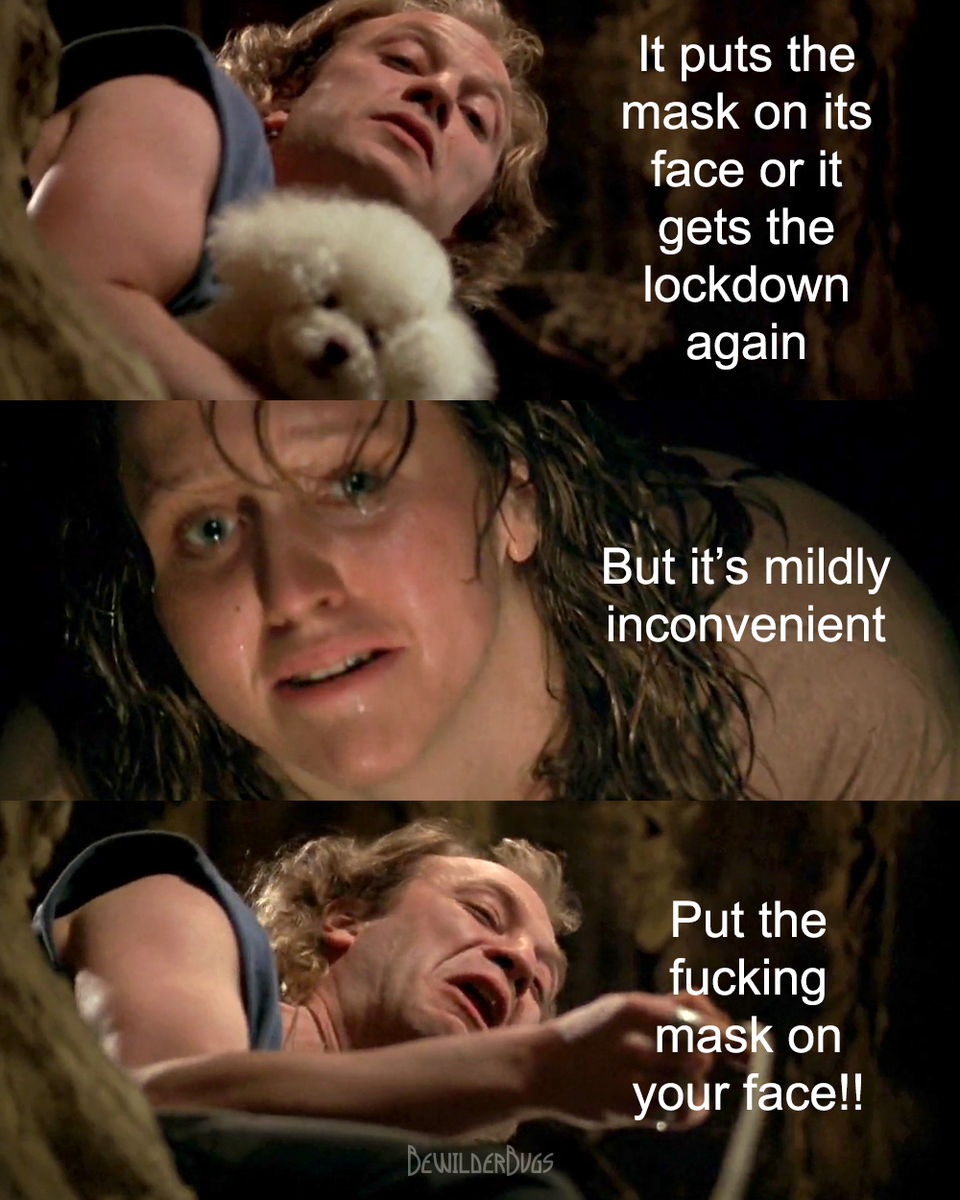 It puts the
mask on its
face or it
gets the
lockdown
again
But it’s mildly
inconvenient
Put the
fucking
mask on
your face!!
BEWILDERBUGS